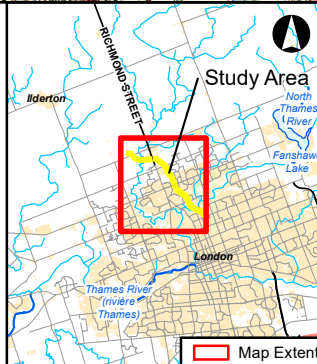 RICHMOND STREET
Study Area
Ilderton
North
Thames
River
Fanshawe
Lake
London
Thames River
(rivière
Thames)
Map Extent